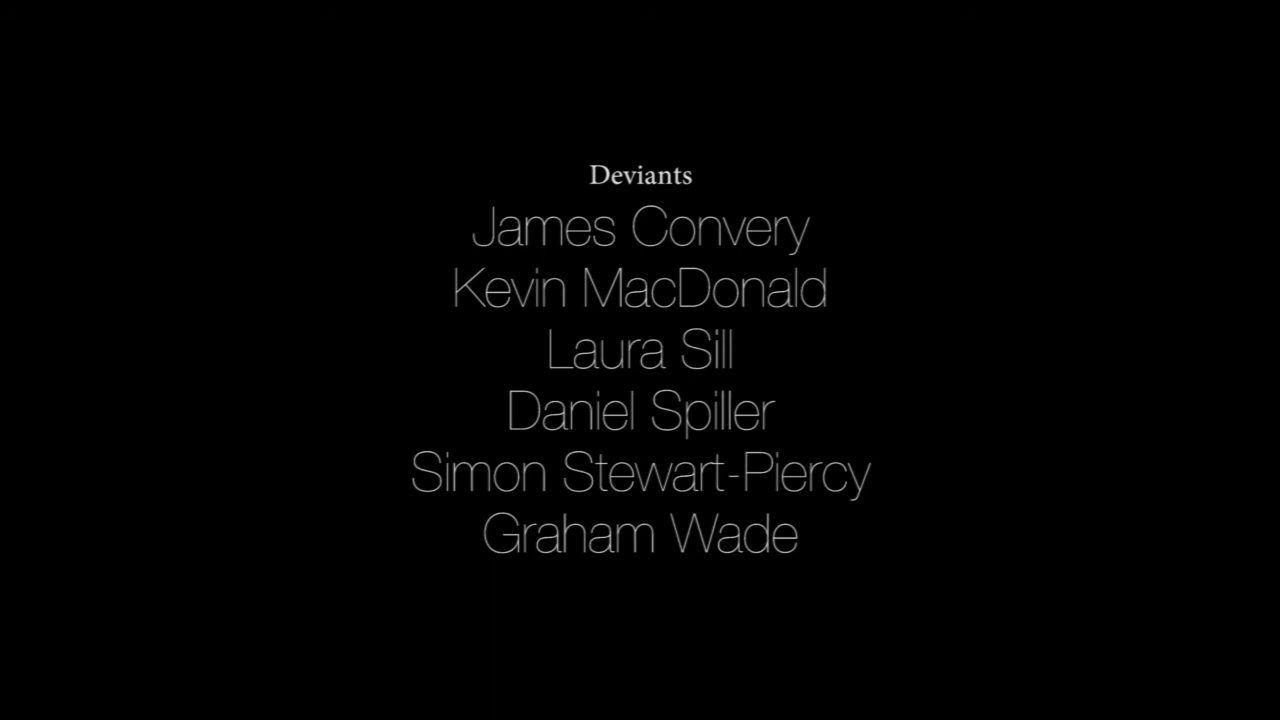 Deviants
James Convery
Kevin MacDonald
Laura Sill
Daniel Spiller
Simon Stewart-Piercy
Graham Wade